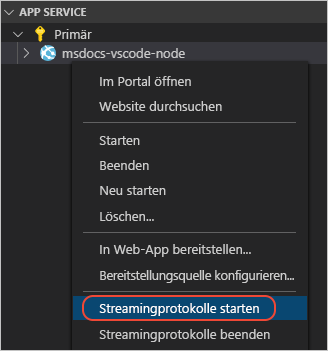 APP SERVICE
Primär
msdocs-vscode-node
Im Portal öffnen
Website durchsuchen
Starten
Beenden
Neu starten
Löschen...
In Web-App bereitstellen...
Bereitstellungsquelle konfigurieren...
Streamingprotokolle starten
Streamingprotokolle beenden